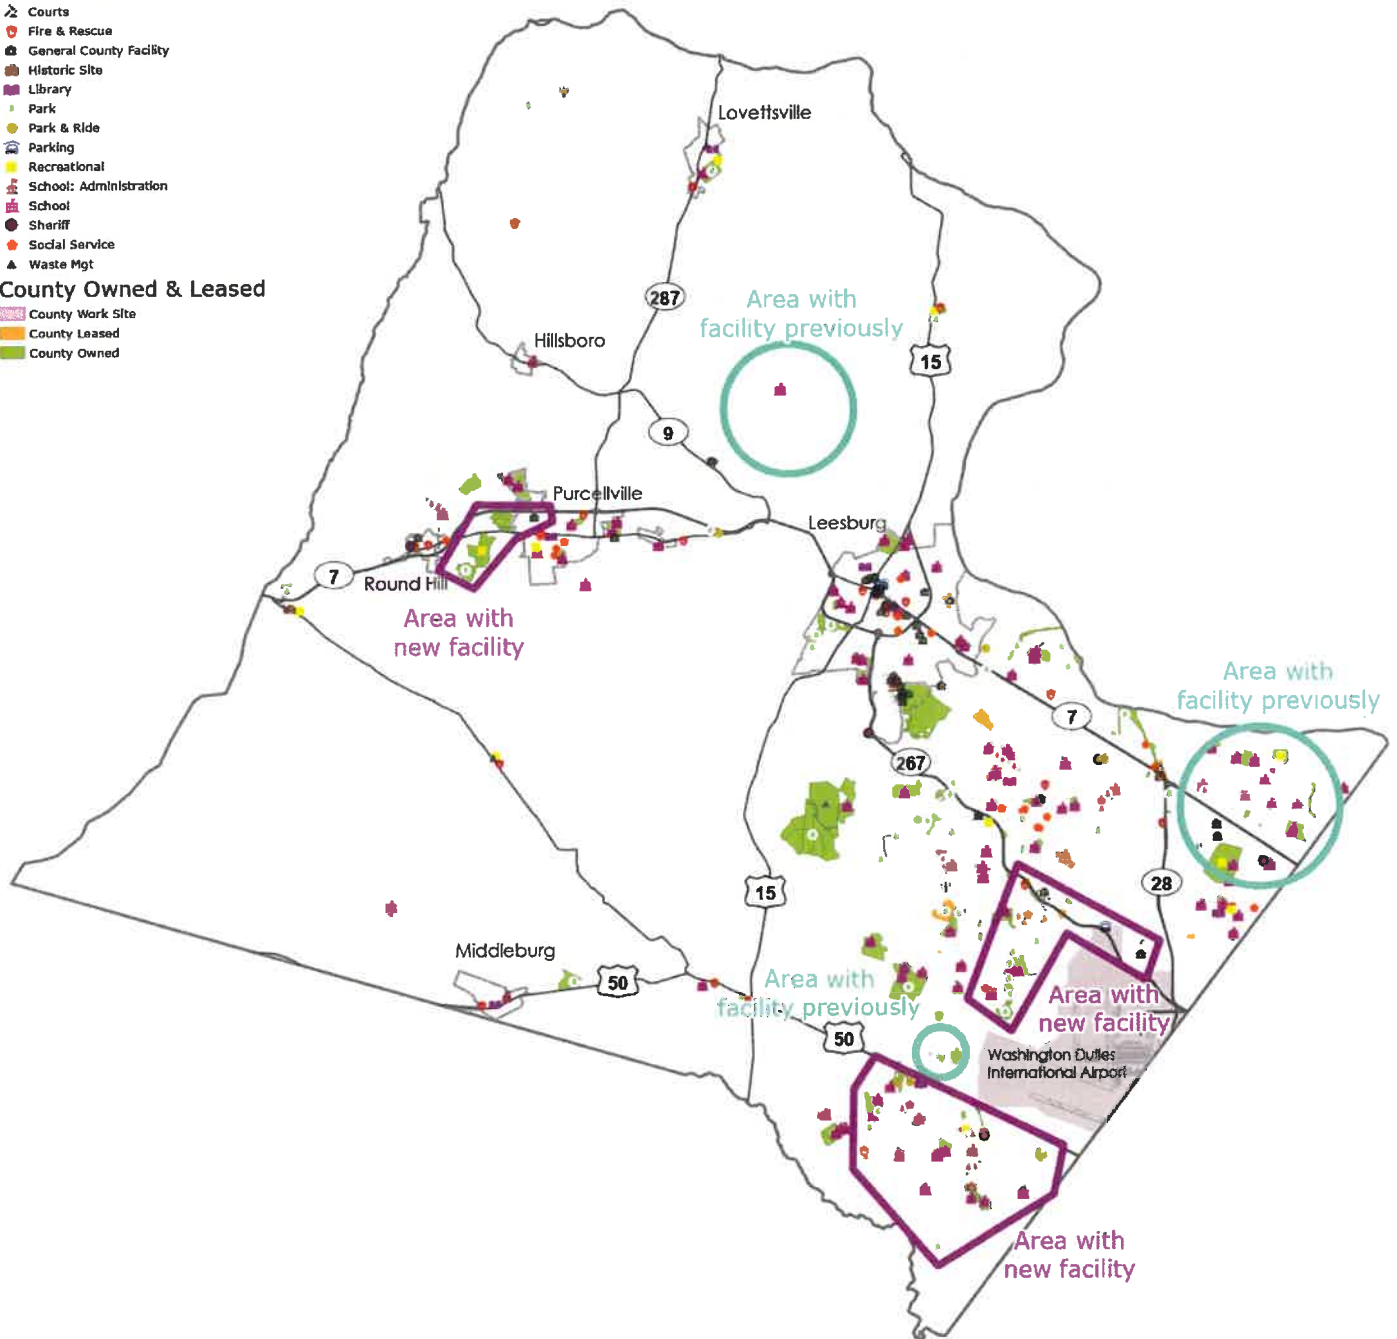 Courts
Fire & Rescue
General County Facility
Historic Site
Library
Park
Park & Ride
Parking
Recreational
School: Administration
School
Sheriff
Social Service
Waste Mgt
County Owned & Leased
County Work Site
County Leased
County Owned
Lovettsville
287
Area with
facility previously
15
Hillsboro
9
Purcellville
Leesburg
7
Round Hill
Area with
new facility
Area with
facility previously
7
267
28
15
Middleburg
50
Area with
facility previously
Area with
new facility
50
Washington Dulles
International Airport
Area with
new facility